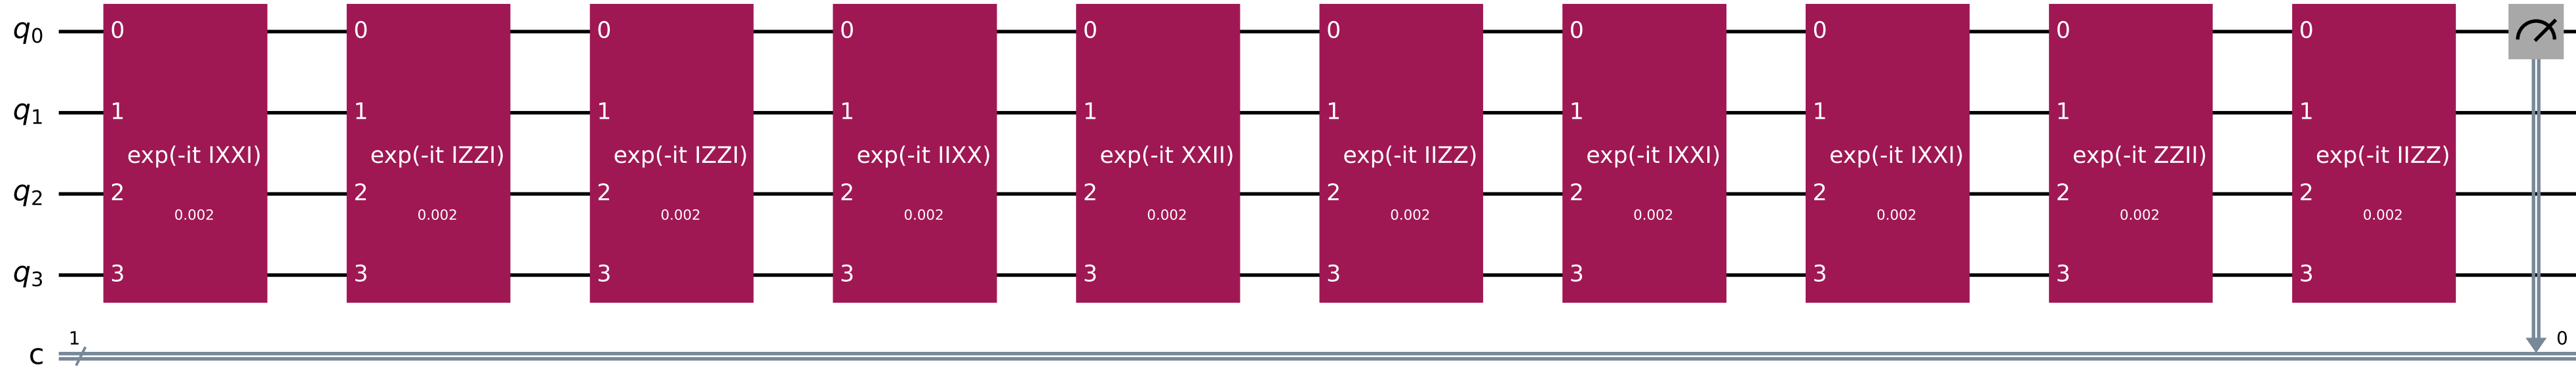 q0 0 0 0 0 0 0 0 0 0 0
q1 1 1 1 1 1 1 1 1 1 1
exp(-it IXXI) exp(-it IZZI) exp(-it IZZI) exp(-it IIXX) exp(-it XXII) exp(-it IIZZ) exp(-it IXXI) exp(-it IXXI) exp(-it ZZII) exp(-it IIZZ)
q2 2 2 2 2 2 2 2 2 2 2
0.002 0.002 0.002 0.002 0.002 0.002 0.002 0.002 0.002 0.002
q3 3 3 3 3 3 3 3 3 3 3
1 0
c